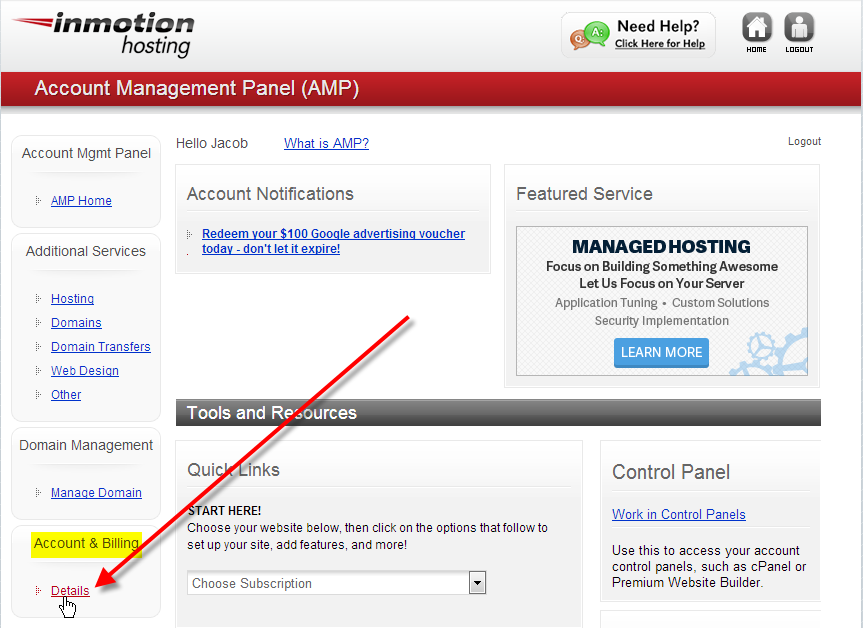 inmotion
hosting
Q:
A:
Need Help?
Click Here for Help
HOME
LOGOUT
Account Management Panel (AMP)
Account Mgmt Panel
AMP Home
Additional Services
Hosting
Domains
Domain Transfers
Web Design
Other
Domain Management
Manage Domain
Account & Billing
Details
Hello Jacob
What is AMP?
Logout
Account Notifications
Redeem your $100 Google advertising voucher
today - don't let it expire!
Featured Service
MANAGED HOSTING
Focus on Building Something Awesome
Let Us Focus on Your Server
Application Tuning • Custom Solutions
Security Implementation
LEARN MORE
Tools and Resources
Quick Links
START HERE!
Choose your website below, then click on the options that follow to
set up your site, add features, and more!
Choose Subscription
Control Panel
Work in Control Panels
Use this to access your account
control panels, such as cPanel or
Premium Website Builder.